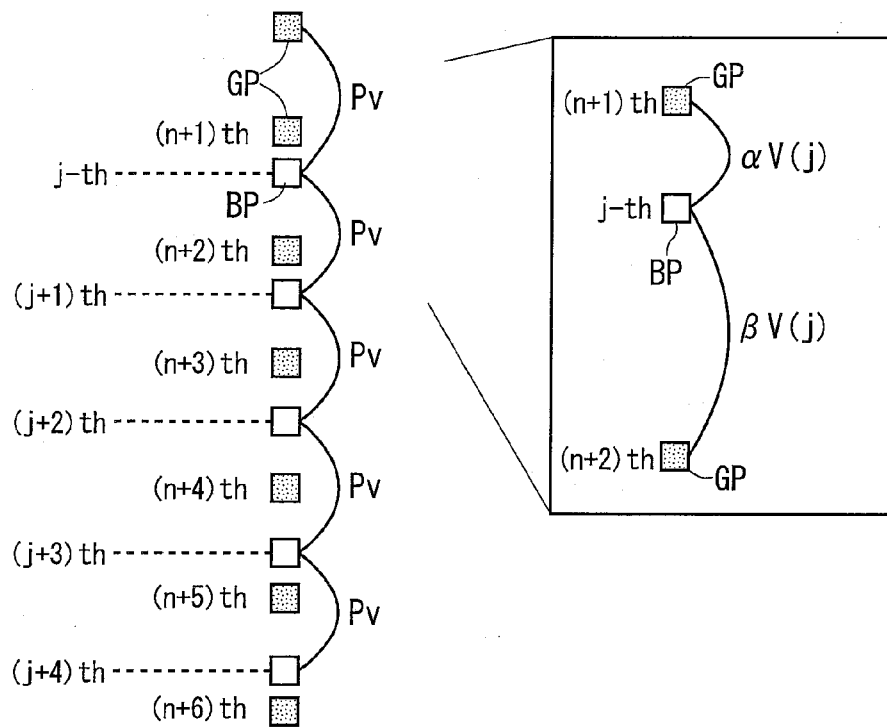 GP
Pv
(n+1)th
j-th
BP
Pv
(n+2)th
(j+1)th
Pv
(n+3)th
(j+2)th
Pv
(n+4)th
(j+3)th
Pv
(n+5)th
(j+4)th
(n+6)th
GP
(n+1)th
αV(j)
j-th
BP
βV(j)
(n+2)th
GP